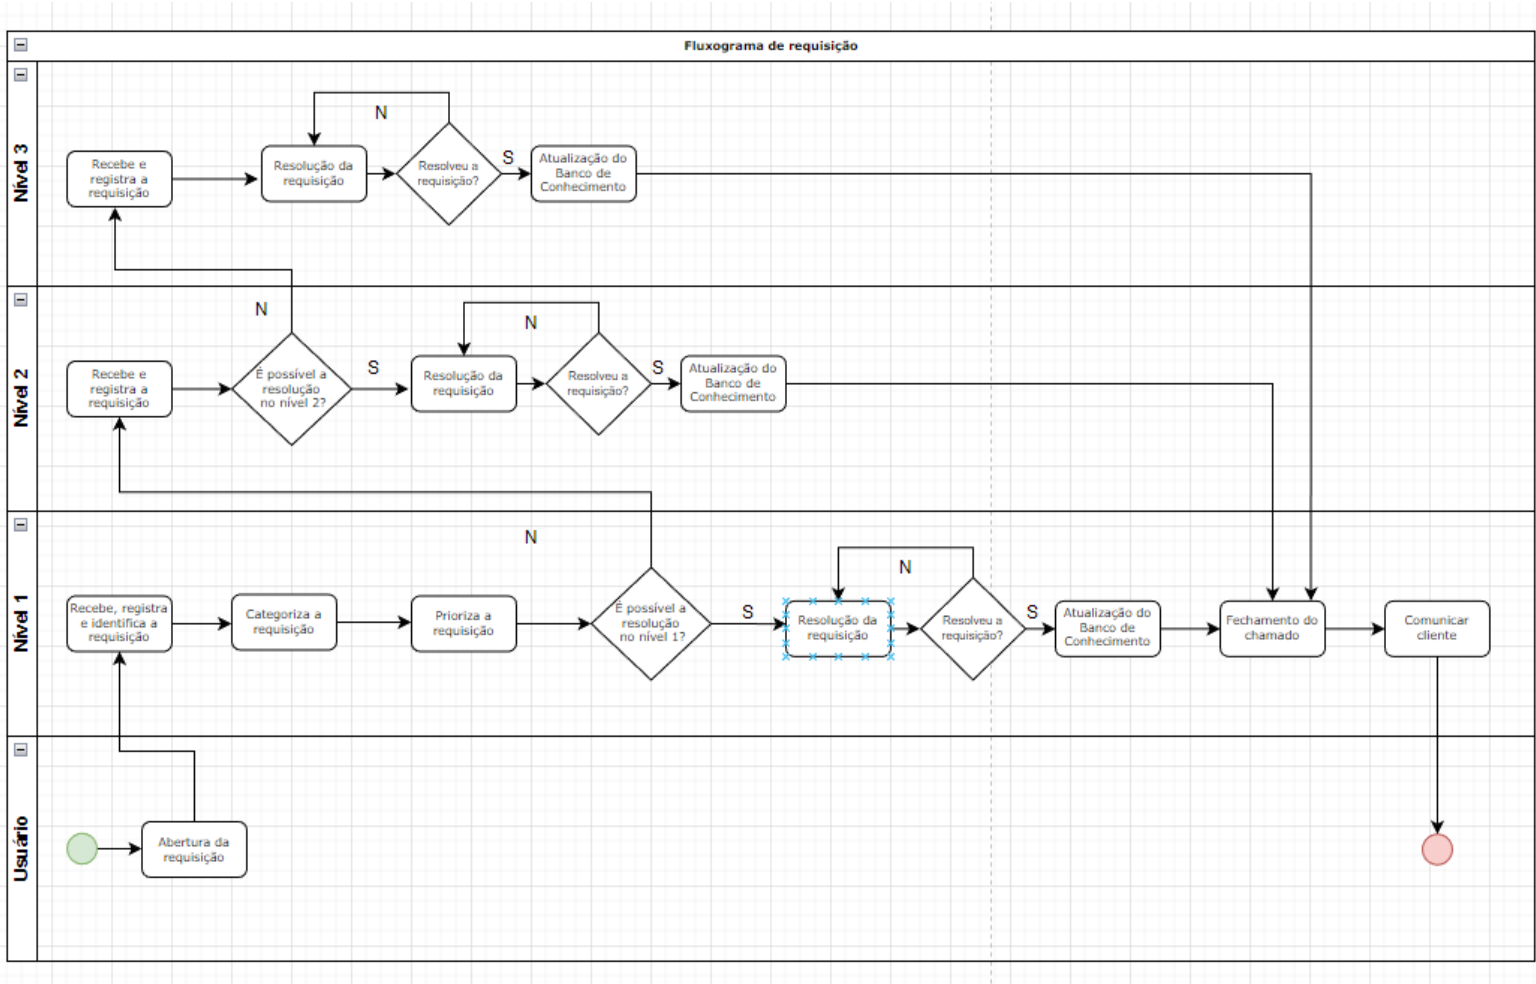 Fluxograma de requisição
Nível 3
N
Recebe e
registra a
requisição
Resolução da
requisição
Resolveu a
requisição?
S
Atualização do
Banco de
Conhecimento
Nível 2
N
Recebe e
registra a
requisição
É possível a
resolução
no nível 2?
S
N
Resolução da
requisição
Resolveu a
requisição?
S
Atualização do
Banco de
Conhecimento
Nível 1
N
Recebe, registra
e identifica a
requisição
Categoriza a
requisição
Prioriza a
requisição
É possível a
resolução
no nível 1?
S
N
Resolução da
requisição
Resolveu a
requisição?
S
Atualização do
Banco de
Conhecimento
Fechamento do
chamado
Comunicar
cliente
Usuário
Abertura da
requisição